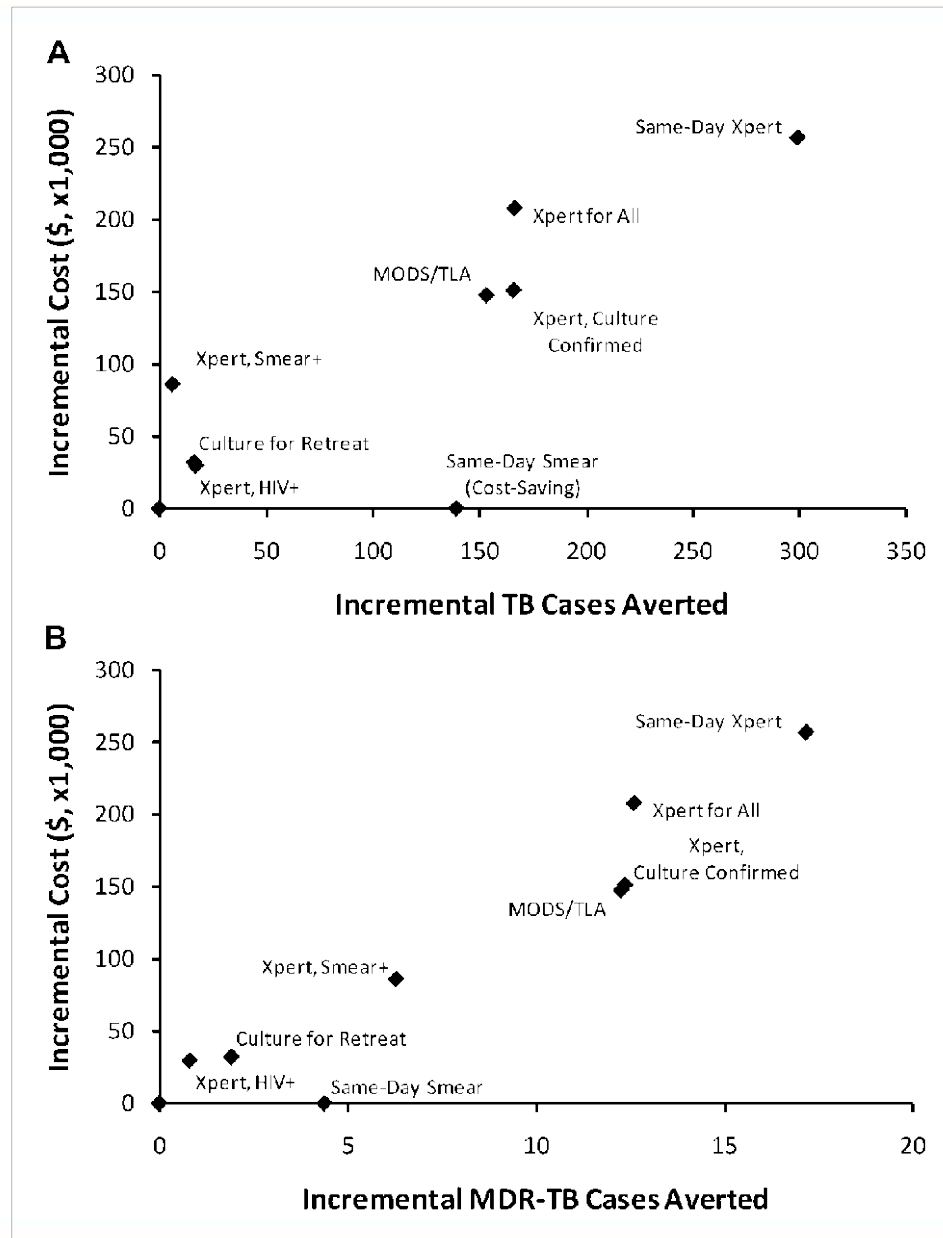 A
300
250
200
150
100
50
0
Incremental Cost ($, x1,000)
Same-Day Xpert
Xpert for All
MODS/TLA
Xpert, Culture
Confirmed
Xpert, Smear+
Culture for Retreat
Xpert, HIV+
Same-Day Smear
(Cost-Saving)
0 50 100 150 200 250 300 350
Incremental TB Cases Averted
B
300
250
200
150
100
50
0
Incremental Cost ($, x1,000)
Same-Day Xpert
Xpert for All
Xpert,
Culture Confirmed
MODS/TLA
Xpert, Smear+
Culture for Retreat
Xpert, HIV+
Same-Day Smear
0 5 10 15 20
Incremental MDR-TB Cases Averted